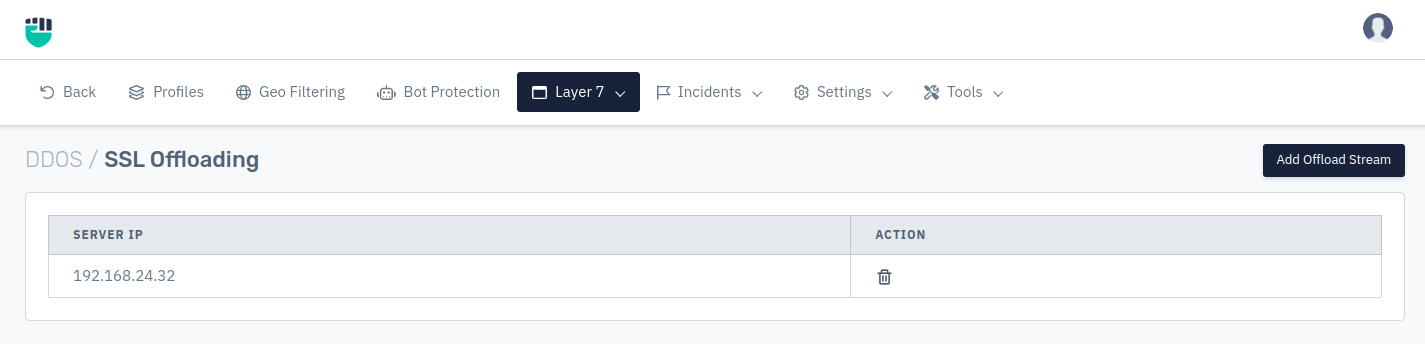 Back Profiles Geo Filtering Bot Protection Layer 7 Incidents Settings Tools
DDOS / SSL Offloading Add Offload Stream
SERVER IP ACTION
192.168.24.32